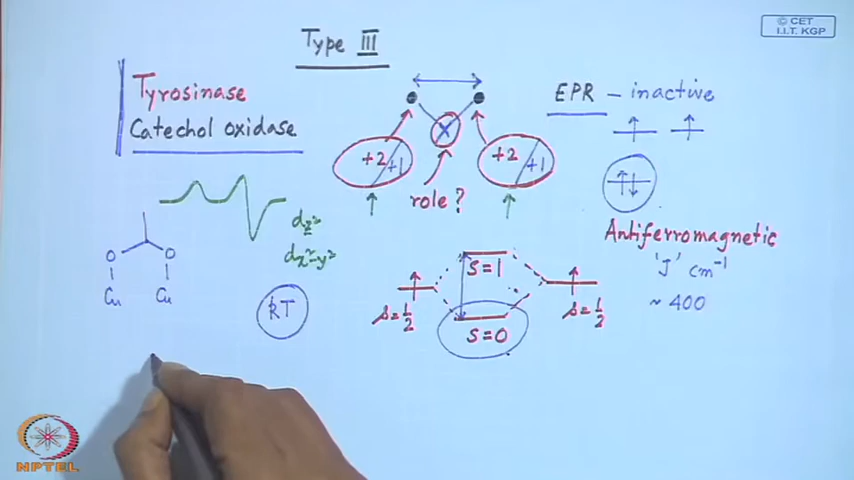 Type III
© CET
I.I.T. KGP
Tyrosinase
Catechol oxidase
X
+2 +1
+2 +1
role ?
EPR - inactive
Antiferromagnetic
'J' cm⁻¹
~ 400
dz²
dx²-y²
O O
Cu Cu
kT
s=1/2
S=1
S=0
s=1/2
NPTEL